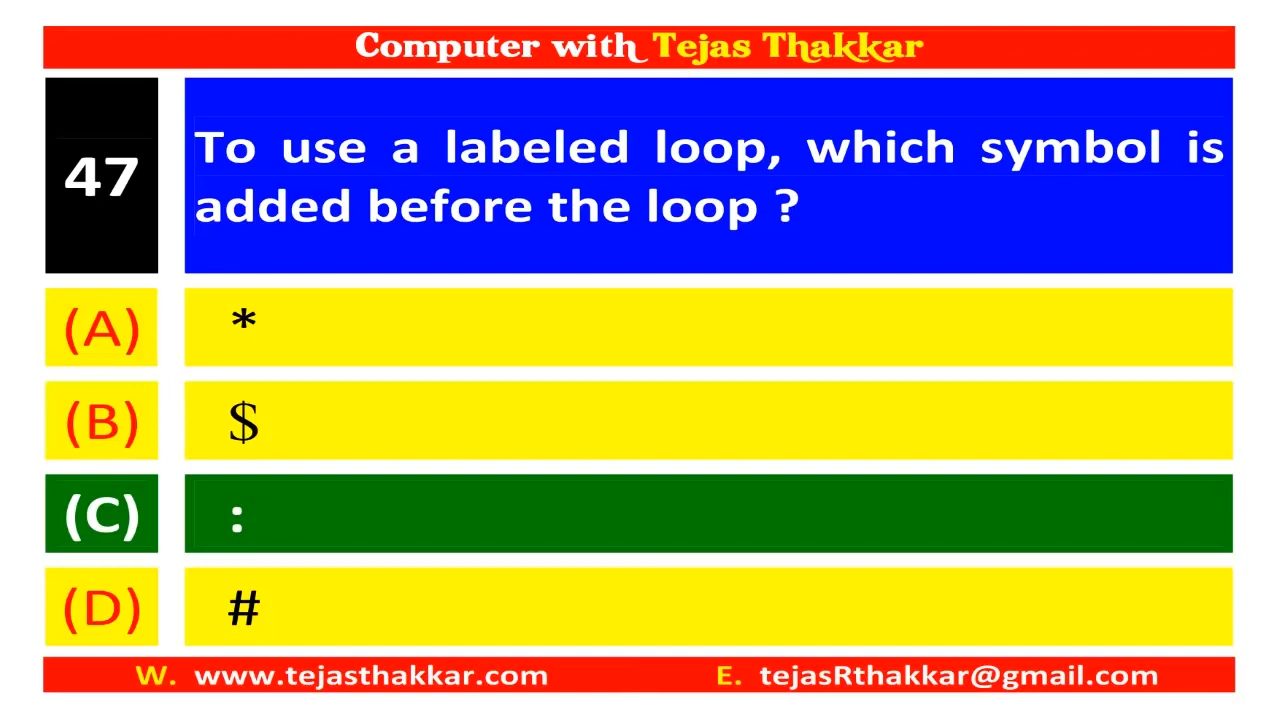 Computer with Tejas Thakkar
47
To use a labeled loop, which symbol is
added before the loop ?
(A) *
(B) $
(C) :
(D) #
W. www.tejasthakkar.com E. tejasRthakkar@gmail.com